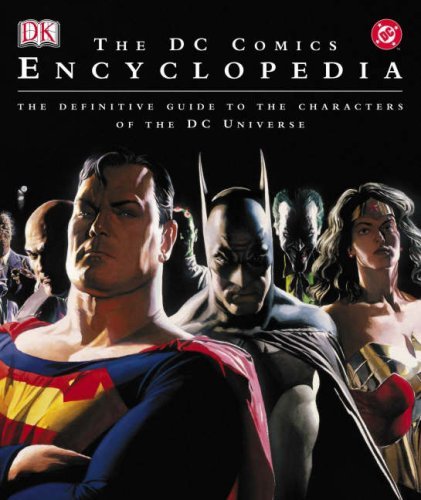 DK
THE DC COMICS
ENCYCLOPEDIA
THE DEFINITIVE GUIDE TO THE CHARACTERS
OF THE DC UNIVERSE
DC